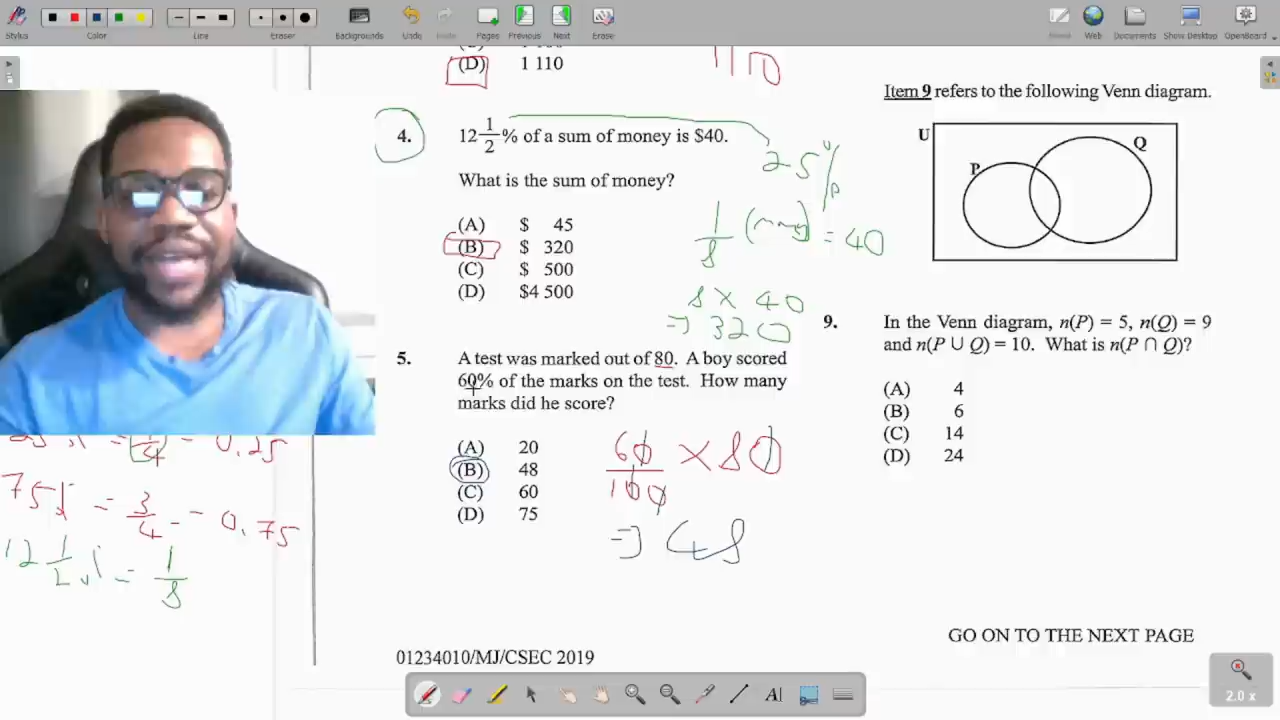 Stylus
Color
Line
Eraser
Backgrounds
Undo
Redo
Pages
Previous
Next
Erase
Board
Web
Documents
Show Desktop
OpenBoard
(D) 1 110
1110
4. 12 1/2 % of a sum of money is $40.
What is the sum of money?
(A) $ 45
(B) $ 320
(C) $ 500
(D) $4 500
25%
1/8 (money) = 40
8 x 40
=> 320
5. A test was marked out of 80. A boy scored
60% of the marks on the test. How many
marks did he score?
(A) 20
(B) 48
(C) 60
(D) 75
60/100 x 80
=> 48
= 1/4 - 0.25
75% = 3/4 - 0.75
12 1/2 % = 1/8
01234010/MJ/CSEC 2019
Item 9 refers to the following Venn diagram.
U
P
Q
9. In the Venn diagram, n(P) = 5, n(Q) = 9
and n(P ∪ Q) = 10. What is n(P ∩ Q)?
(A) 4
(B) 6
(C) 14
(D) 24
GO ON TO THE NEXT PAGE
AI
2.0 x